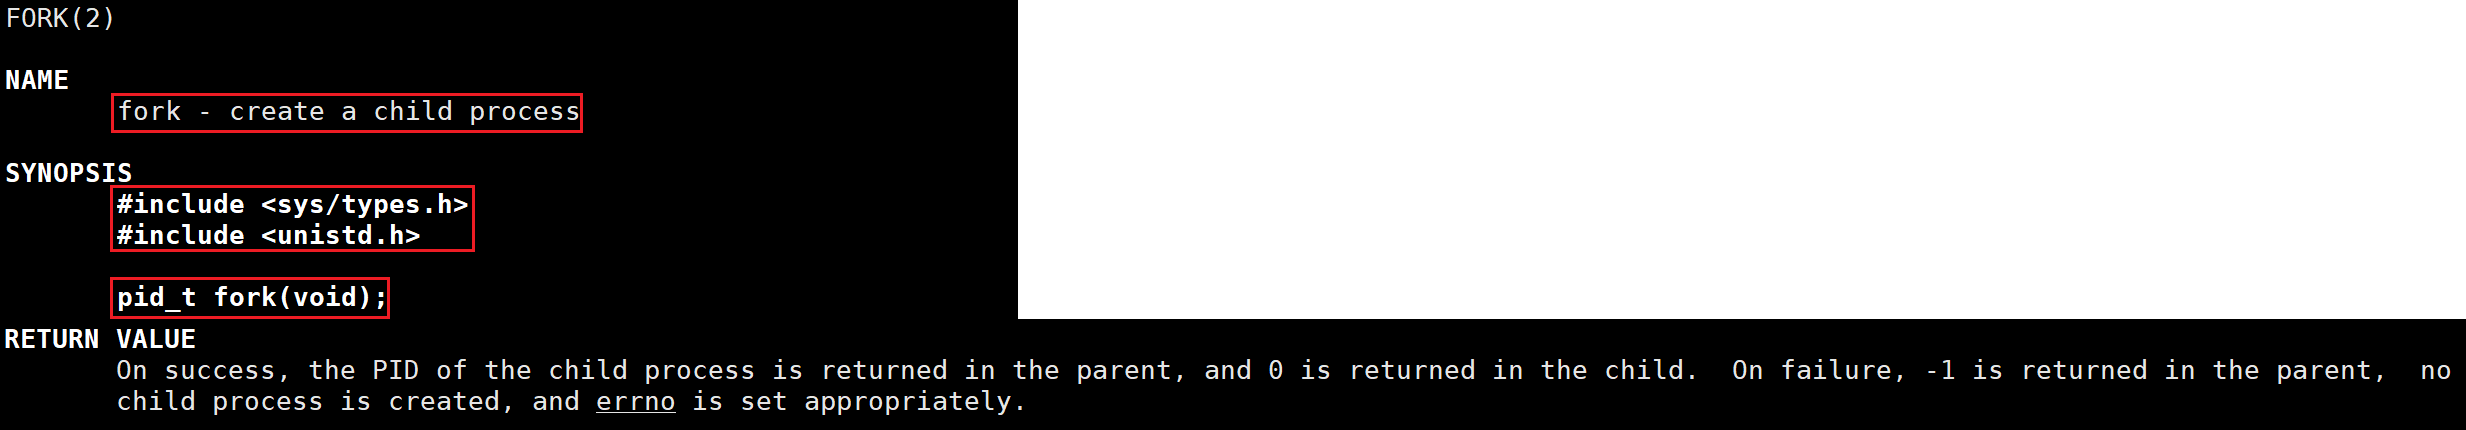 FORK(2)
NAME
fork - create a child process
SYNOPSIS
#include <sys/types.h>
#include <unistd.h>
pid_t fork(void);
RETURN VALUE
On success, the PID of the child process is returned in the parent, and 0 is returned in the child.  On failure, -1 is returned in the parent,  no
child process is created, and errno is set appropriately.